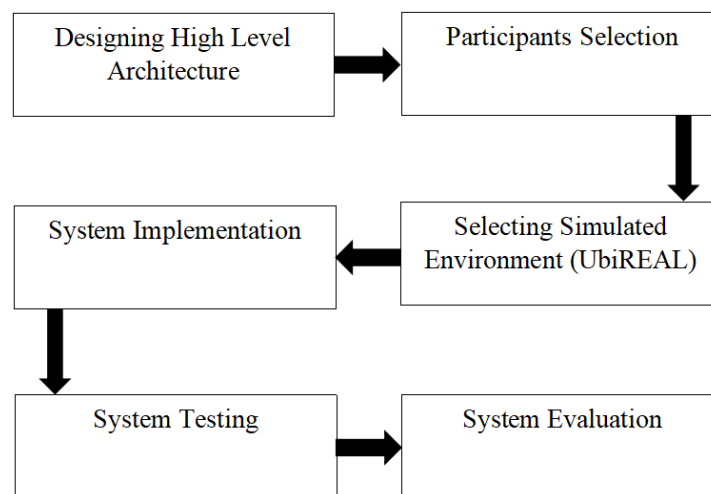 Designing High Level
Architecture
Participants Selection
Selecting Simulated
Environment (UbiREAL)
System Implementation
System Testing
System Evaluation